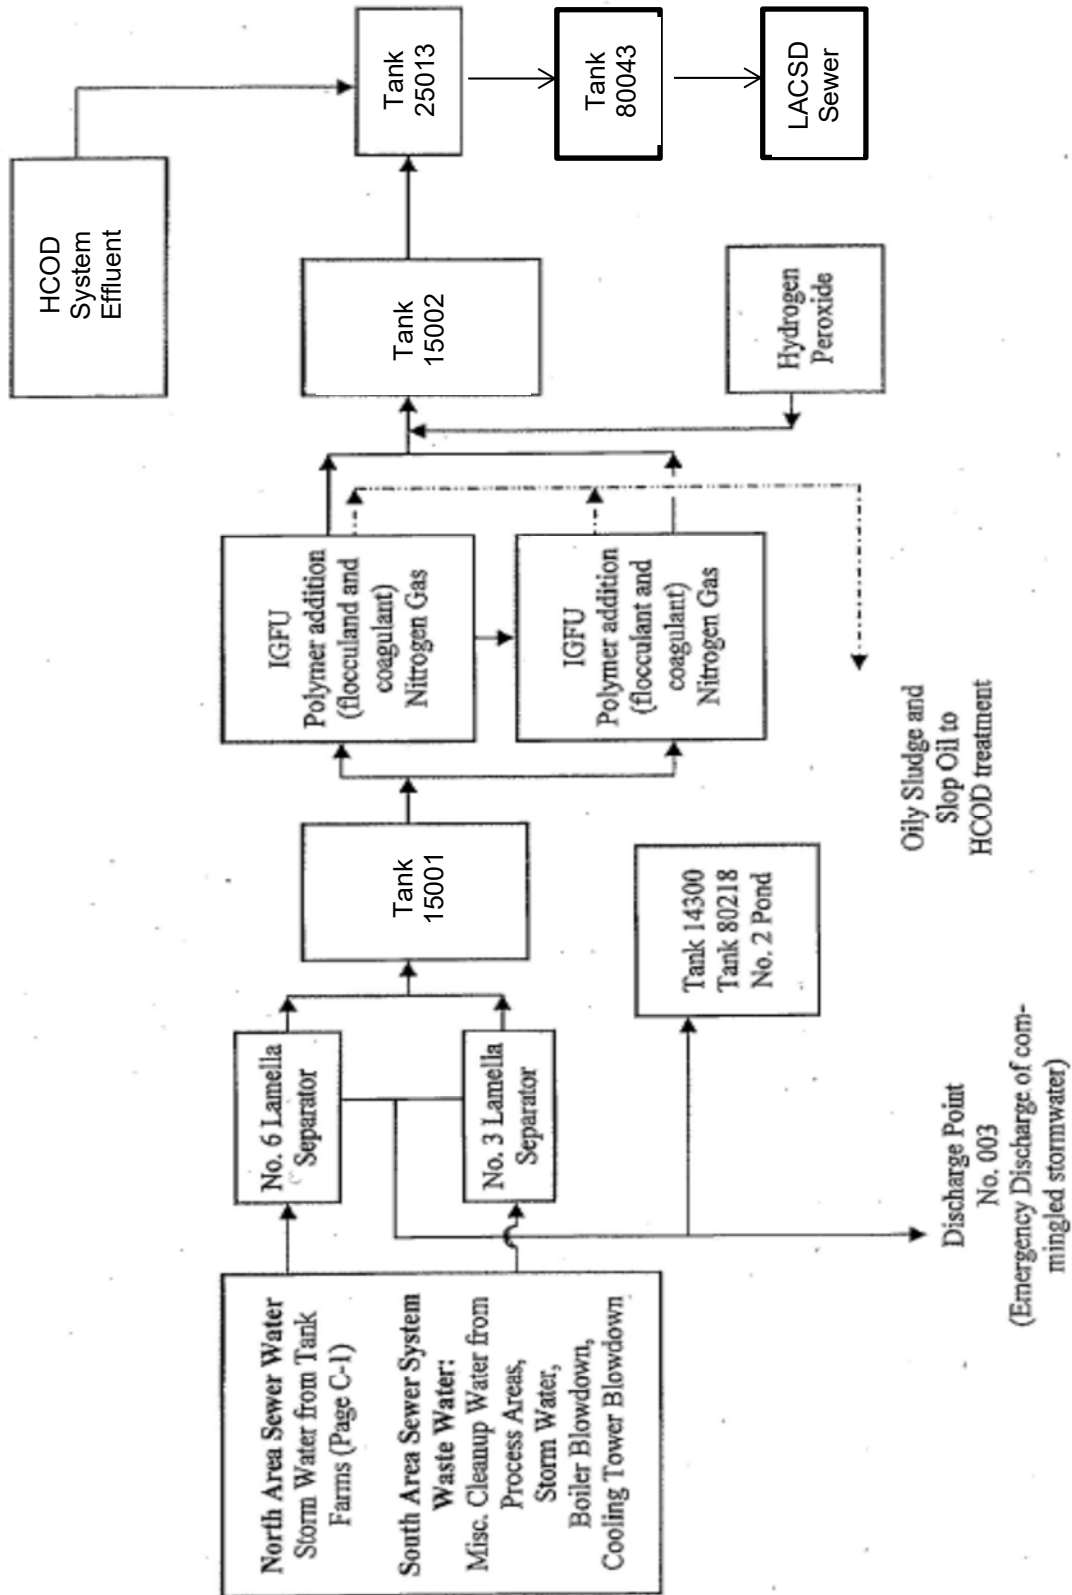 North Area Sewer Water
Storm Water from Tank
Farms (Page C-1)
South Area Sewer System
Waste Water:
Misc. Cleanup Water from
Process Areas,
Storm Water,
Boiler Blowdown,
Cooling Tower Blowdown
No. 6 Lamella
Separator
No. 3 Lamella
Separator
Discharge Point
No. 003
(Emergency Discharge of com-
mingled stormwater)
Tank 14300
Tank 80218
No. 2 Pond
Tank
15001
IGFU
Polymer addition
(flocculand and
coagulant)
Nitrogen Gas
IGFU
Polymer addition
(flocculant and
coagulant)
Nitrogen Gas
Oily Sludge and
Slop Oil to
HCOD treatment
Hydrogen
Peroxide
Tank
15002
HCOD
System
Effluent
Tank
25013
Tank
80043
LACSD
Sewer